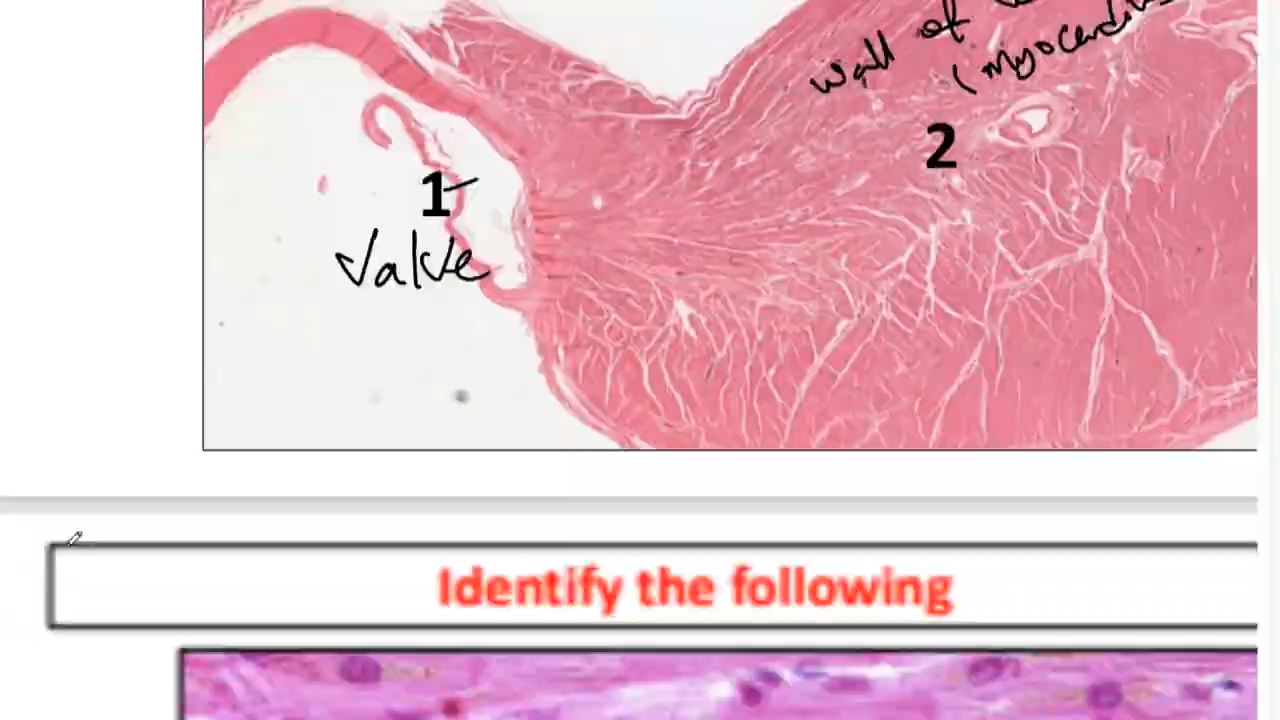 wall of
(myocardi
2
1
Valve
Identify the following